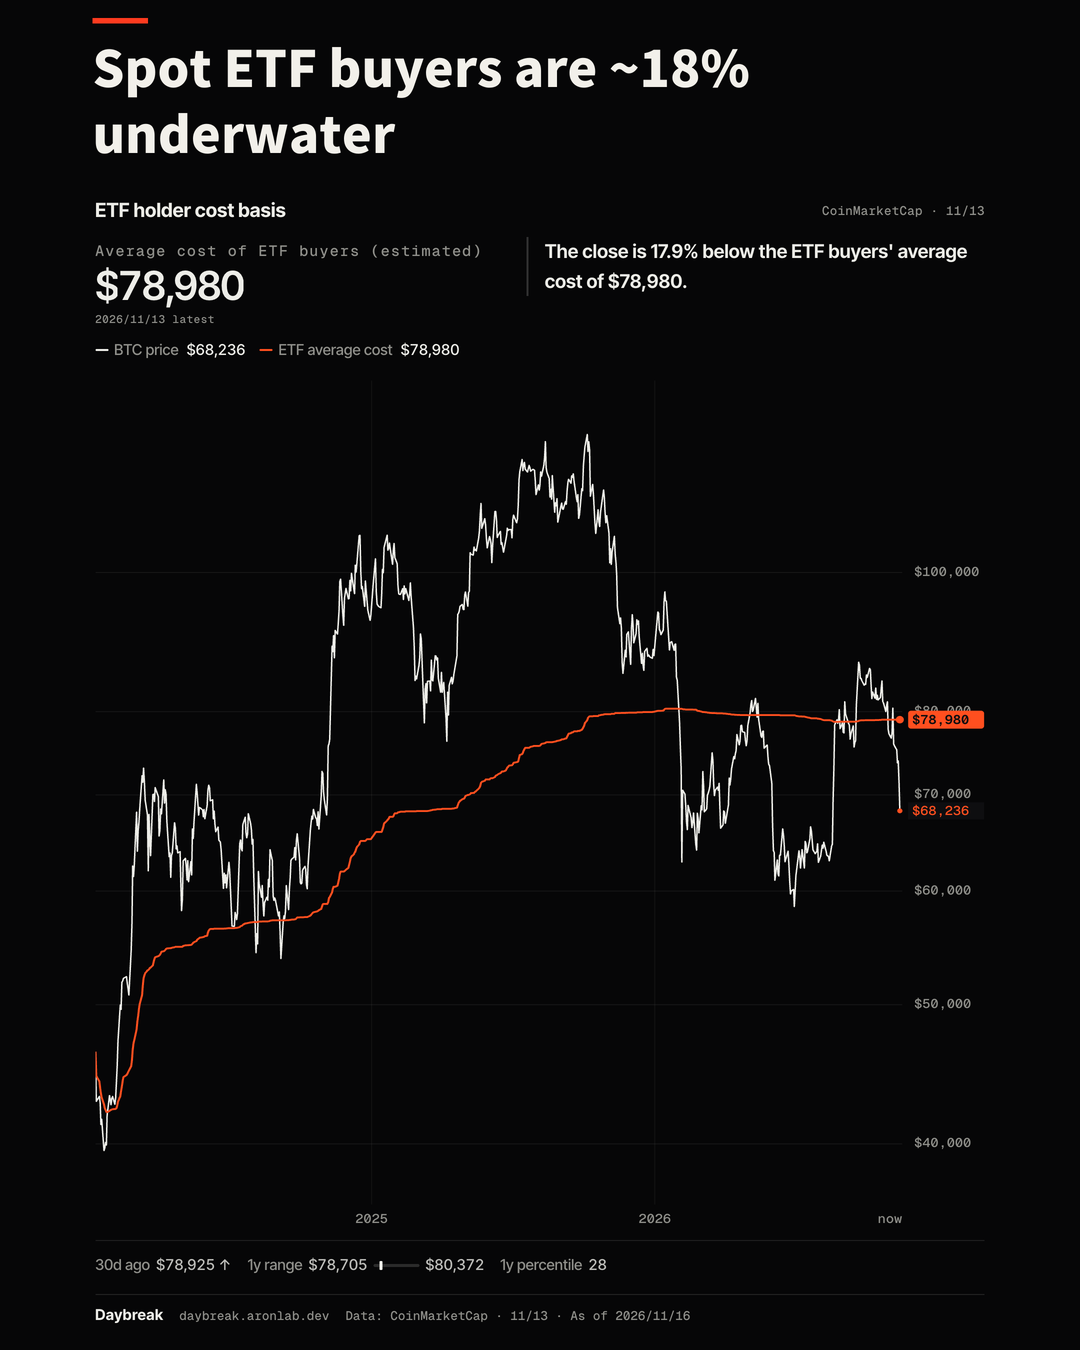 Spot ETF buyers are ~18%
underwater
ETF holder cost basis
CoinMarketCap · 11/13
Average cost of ETF buyers (estimated)
$78,980
2026/11/13 latest
The close is 17.9% below the ETF buyers' average
cost of $78,980.
BTC price $68,236 ETF average cost $78,980
$100,000
$80,000
$78,980
$70,000
$68,236
$60,000
$50,000
$40,000
2025 2026 now
30d ago $78,925 ↑ 1y range $78,705 $80,372 1y percentile 28
Daybreak daybreak.aronlab.dev Data: CoinMarketCap · 11/13 · As of 2026/11/16